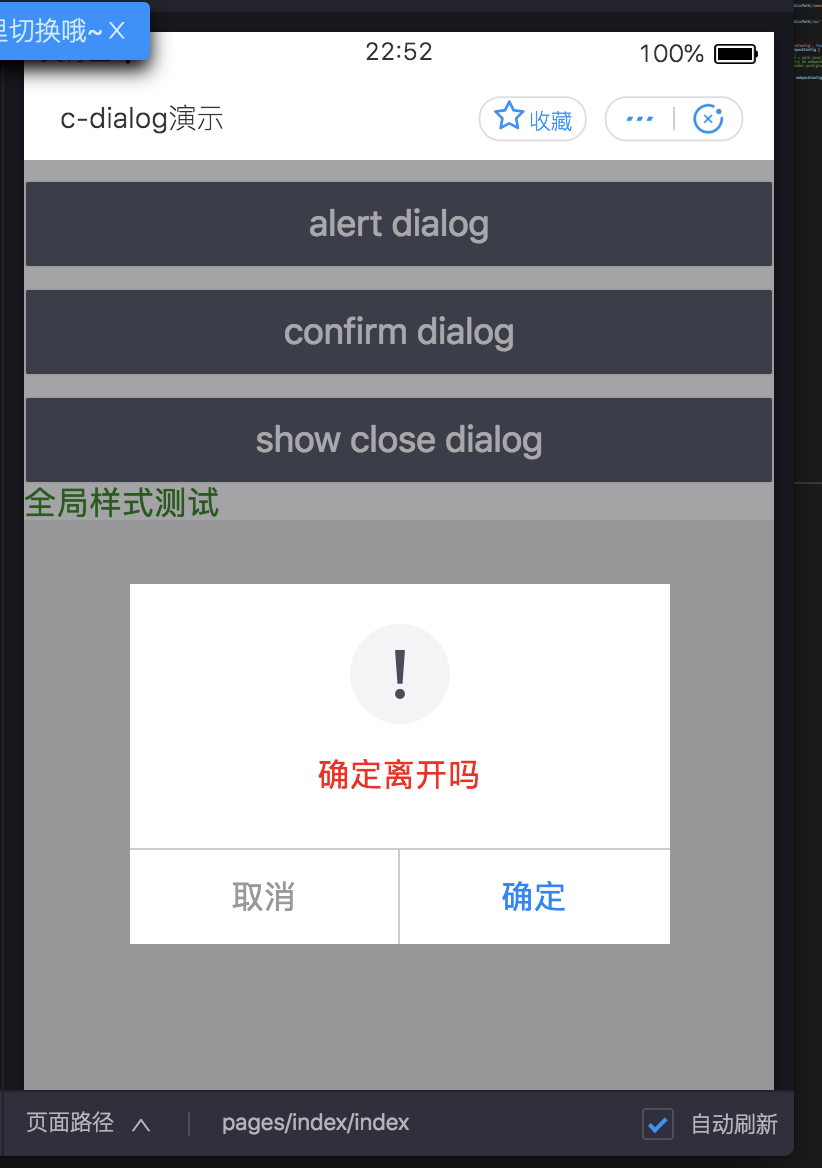 里切换哦~ X
22:52
100%
c-dialog演示
收藏
alert dialog
confirm dialog
show close dialog
全局样式测试
!
确定离开吗
取消
确定
页面路径
pages/index/index
自动刷新